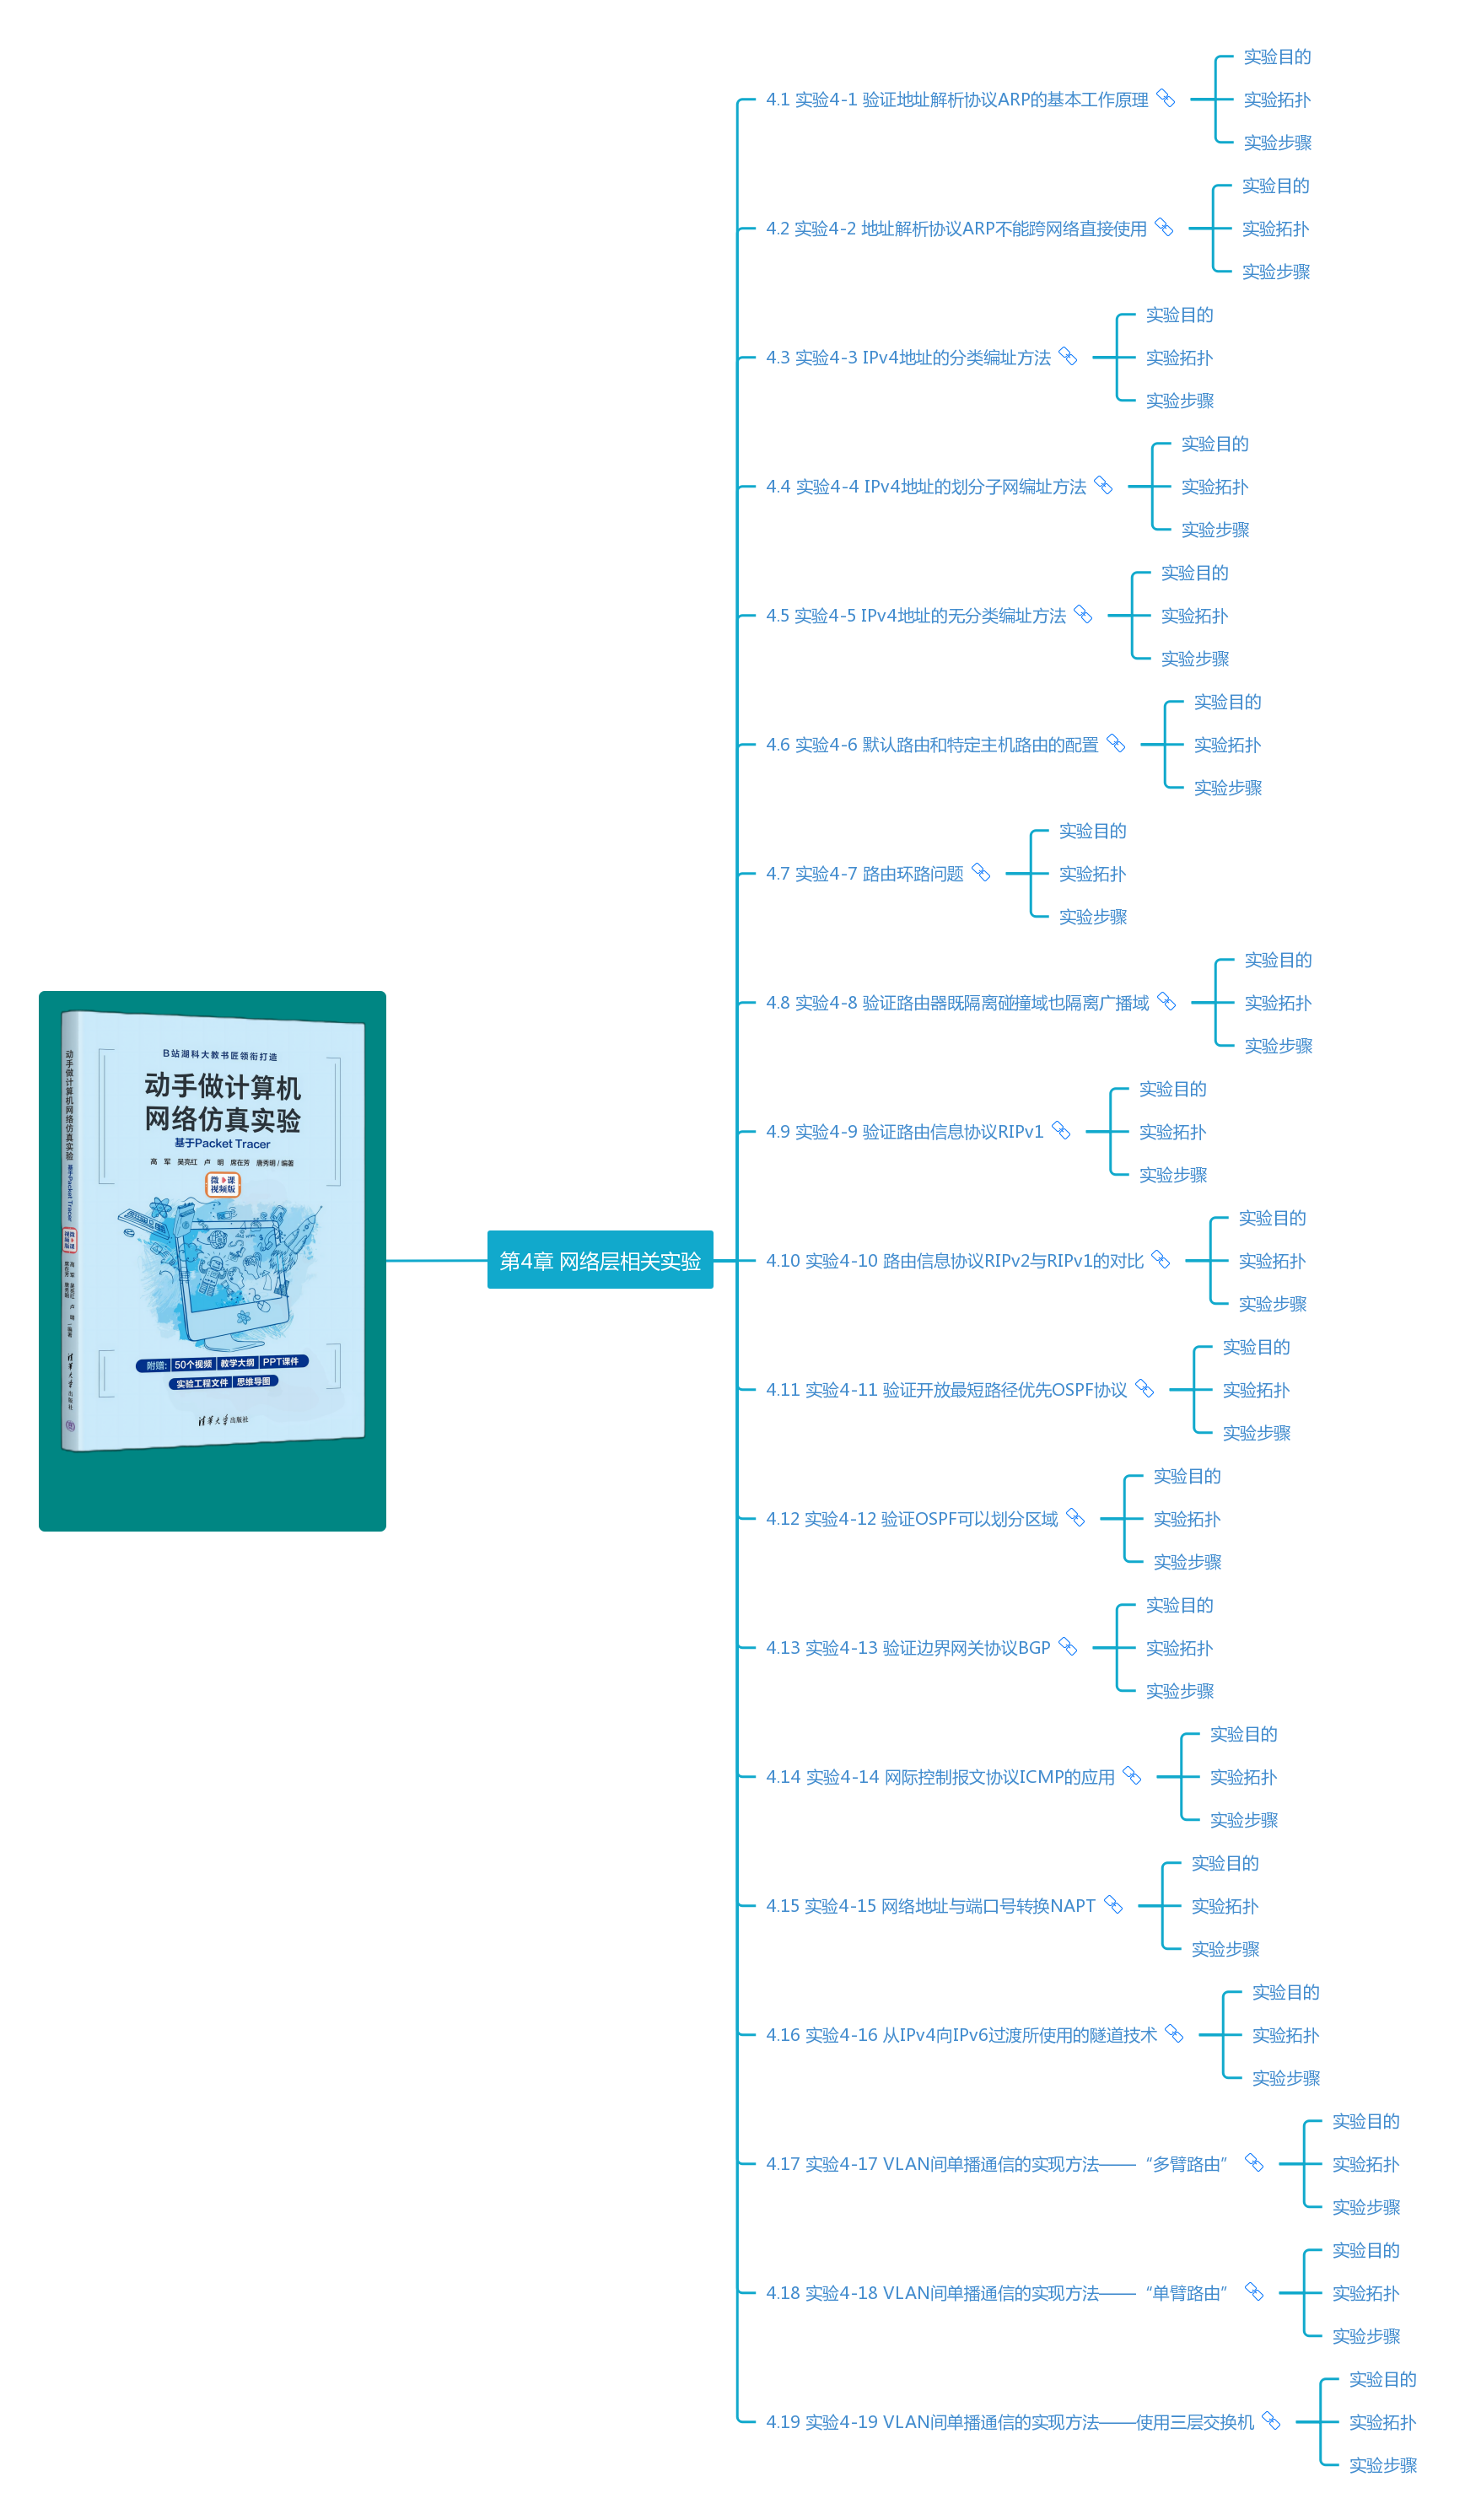 B站湖科大教书匠领衔打造
动手做计算机
网络仿真实验
基于Packet Tracer
高 军 吴亮红 卢 明 席在芳 唐秀明 / 编著
微 课
视频版
附赠: 50个视频 教学大纲 PPT课件
实验工程文件 思维导图
清华大学出版社
动手做计算机网络仿真实验 基于Packet Tracer
微 课
视频版
清华大学出版社
第4章 网络层相关实验
4.1 实验4-1 验证地址解析协议ARP的基本工作原理
实验目的
实验拓扑
实验步骤
4.2 实验4-2 地址解析协议ARP不能跨网络直接使用
实验目的
实验拓扑
实验步骤
4.3 实验4-3 IPv4地址的分类编址方法
实验目的
实验拓扑
实验步骤
4.4 实验4-4 IPv4地址的划分子网编址方法
实验目的
实验拓扑
实验步骤
4.5 实验4-5 IPv4地址的无分类编址方法
实验目的
实验拓扑
实验步骤
4.6 实验4-6 默认路由和特定主机路由的配置
实验目的
实验拓扑
实验步骤
4.7 实验4-7 路由环路问题
实验目的
实验拓扑
实验步骤
4.8 实验4-8 验证路由器既隔离碰撞域也隔离广播域
实验目的
实验拓扑
实验步骤
4.9 实验4-9 验证路由信息协议RIPv1
实验目的
实验拓扑
实验步骤
4.10 实验4-10 路由信息协议RIPv2与RIPv1的对比
实验目的
实验拓扑
实验步骤
4.11 实验4-11 验证开放最短路径优先OSPF协议
实验目的
实验拓扑
实验步骤
4.12 实验4-12 验证OSPF可以划分区域
实验目的
实验拓扑
实验步骤
4.13 实验4-13 验证边界网关协议BGP
实验目的
实验拓扑
实验步骤
4.14 实验4-14 网际控制报文协议ICMP的应用
实验目的
实验拓扑
实验步骤
4.15 实验4-15 网络地址与端口号转换NAPT
实验目的
实验拓扑
实验步骤
4.16 实验4-16 从IPv4向IPv6过渡所使用的隧道技术
实验目的
实验拓扑
实验步骤
4.17 实验4-17 VLAN间单播通信的实现方法——“多臂路由”
实验目的
实验拓扑
实验步骤
4.18 实验4-18 VLAN间单播通信的实现方法——“单臂路由”
实验目的
实验拓扑
实验步骤
4.19 实验4-19 VLAN间单播通信的实现方法——使用三层交换机
实验目的
实验拓扑
实验步骤